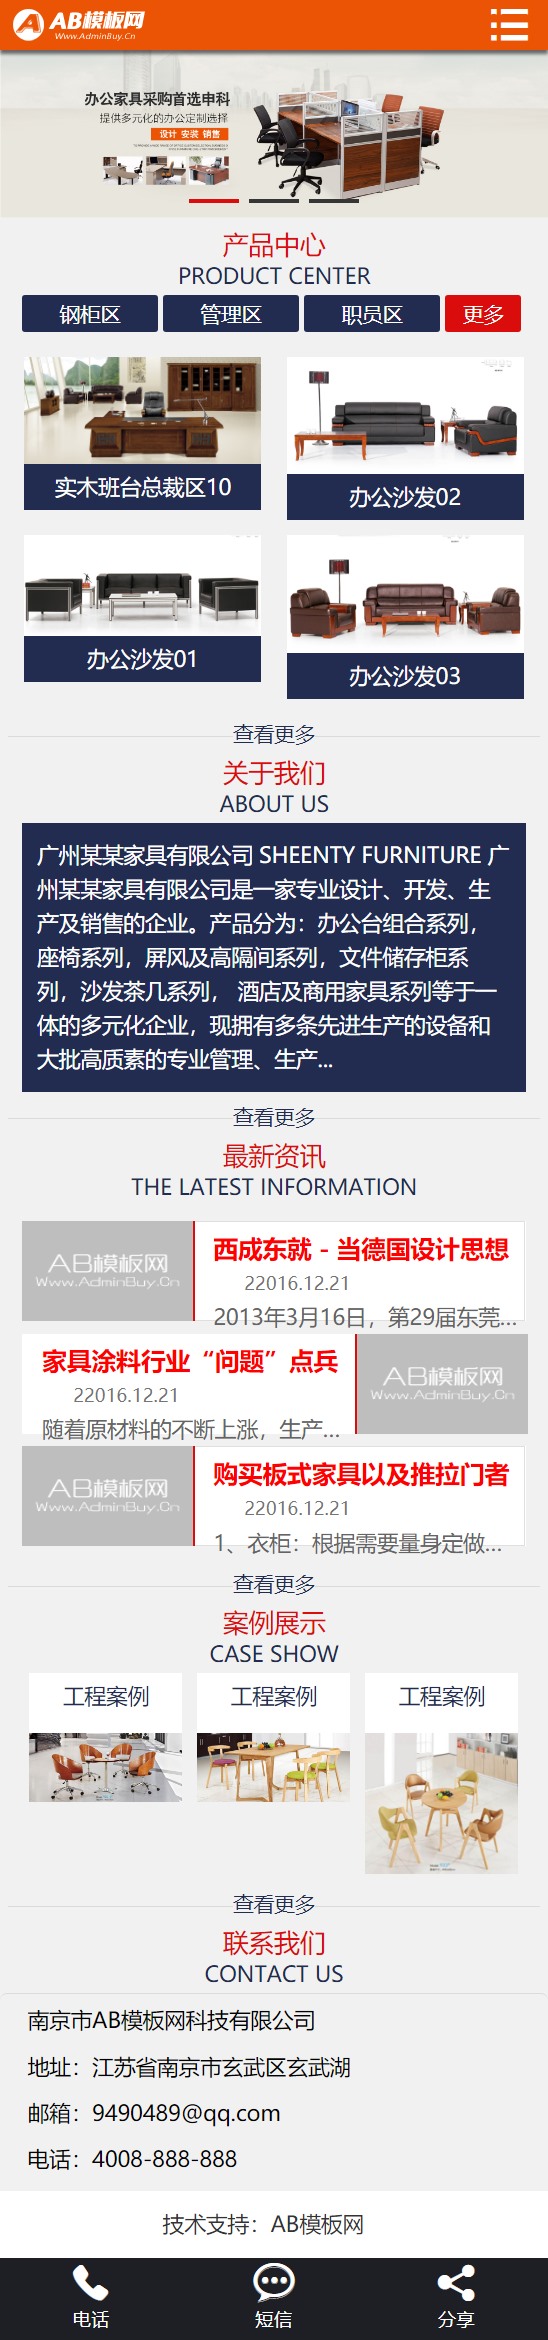 AB模板网
Www.AdminBuy.Cn
办公家具采购首选申科
提供多元化的办公定制选择
设计 安装 销售
产品中心
PRODUCT CENTER
钢柜区 管理区 职员区 更多
实木班台总裁区10
办公沙发02
办公沙发01
办公沙发03
查看更多
关于我们
ABOUT US
广州某某家具有限公司 SHEENTY FURNITURE 广
州某某家具有限公司是一家专业设计、开发、生
产及销售的企业。产品分为：办公台组合系列，
座椅系列，屏风及高隔间系列，文件储存柜系
列，沙发茶几系列， 酒店及商用家具系列等于一
体的多元化企业，现拥有多条先进生产的设备和
大批高质素的专业管理、生产...
查看更多
最新资讯
THE LATEST INFORMATION
AB模板网
Www.AdminBuy.Cn
西成东就 - 当德国设计思想
22016.12.21
2013年3月16日，第29届东莞...
家具涂料行业“问题”点兵
22016.12.21
随着原材料的不断上涨，生产...
AB模板网
Www.AdminBuy.Cn
AB模板网
Www.AdminBuy.Cn
购买板式家具以及推拉门者
22016.12.21
1、衣柜：根据需要量身定做...
查看更多
案例展示
CASE SHOW
工程案例 工程案例 工程案例
查看更多
联系我们
CONTACT US
南京市AB模板网科技有限公司
地址：江苏省南京市玄武区玄武湖
邮箱：9490489@qq.com
电话：4008-888-888
技术支持：AB模板网
电话 短信 分享